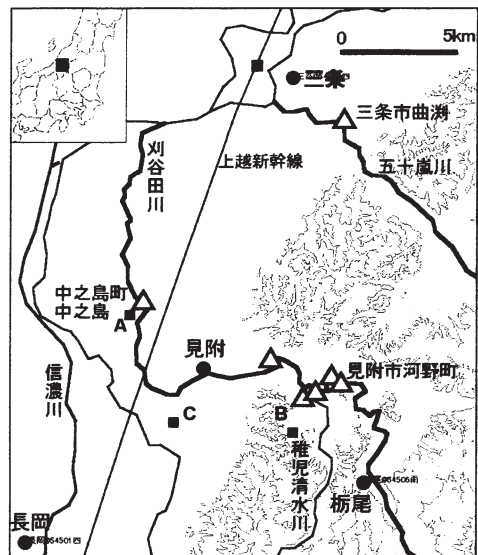 0 5km
三条
三条市曲渕
刈谷田川
上越新幹線
五十嵐川
中之島町
中之島
A
見附
見附市河野町
信濃川
C
B
稚児清水川
栃尾
長岡